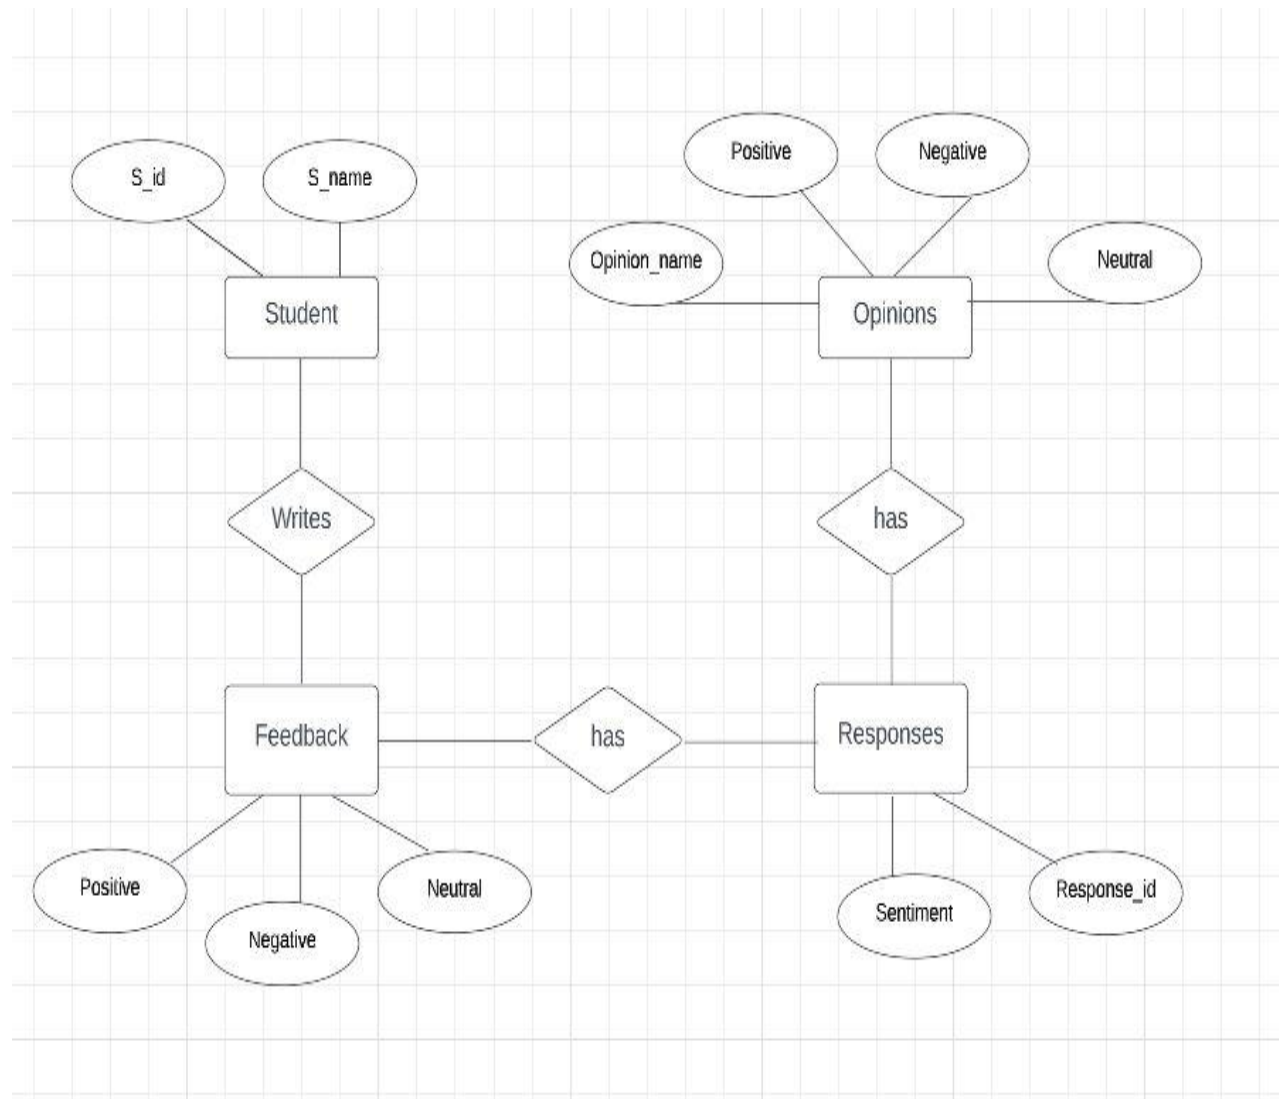 Positive
Negative
S_id
S_name
Opinion_name
Neutral
Student
Opinions
Writes
has
Feedback
has
Responses
Positive
Negative
Neutral
Sentiment
Response_id